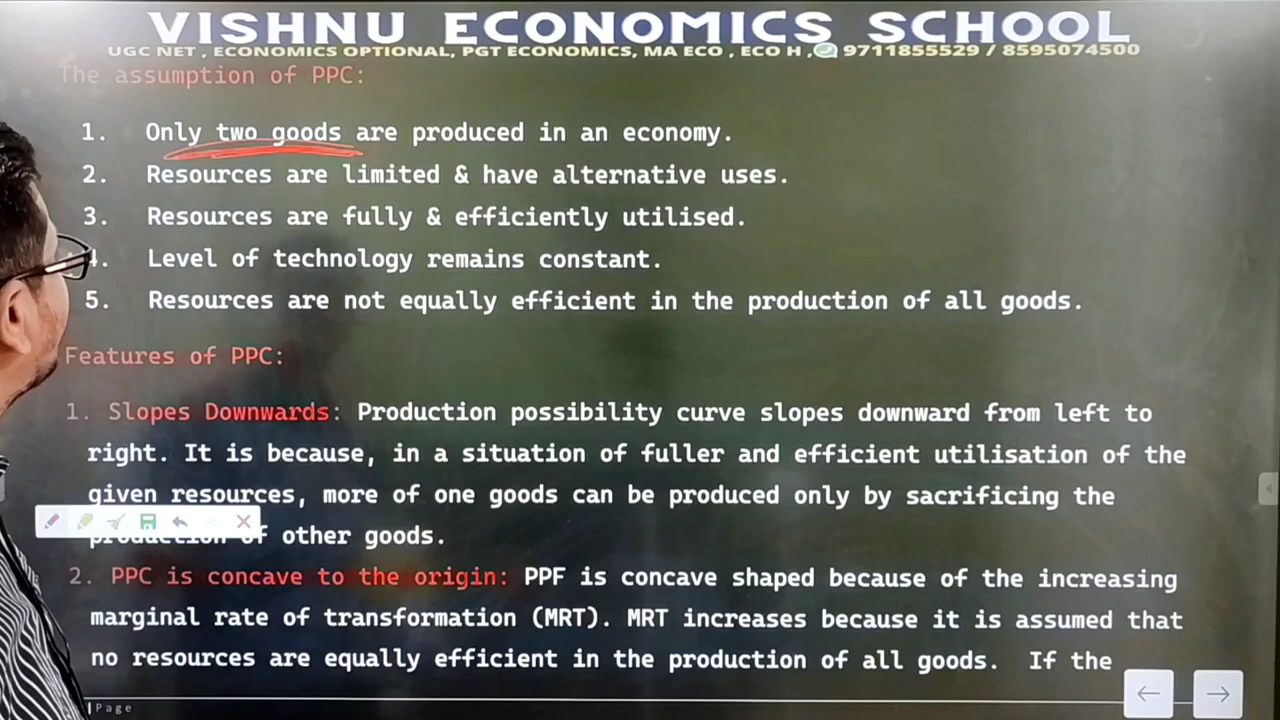 VISHNU ECONOMICS SCHOOL
UGC NET , ECONOMICS OPTIONAL, PGT ECONOMICS, MA ECO , ECO H , 9711855529 / 8595074500
The assumption of PPC:
1. Only two goods are produced in an economy.
2. Resources are limited & have alternative uses.
3. Resources are fully & efficiently utilised.
4. Level of technology remains constant.
5. Resources are not equally efficient in the production of all goods.
Features of PPC:
1. Slopes Downwards: Production possibility curve slopes downward from left to
right. It is because, in a situation of fuller and efficient utilisation of the
given resources, more of one goods can be produced only by sacrificing the
production of other goods.
2. PPC is concave to the origin: PPF is concave shaped because of the increasing
marginal rate of transformation (MRT). MRT increases because it is assumed that
no resources are equally efficient in the production of all goods. If the
| Page